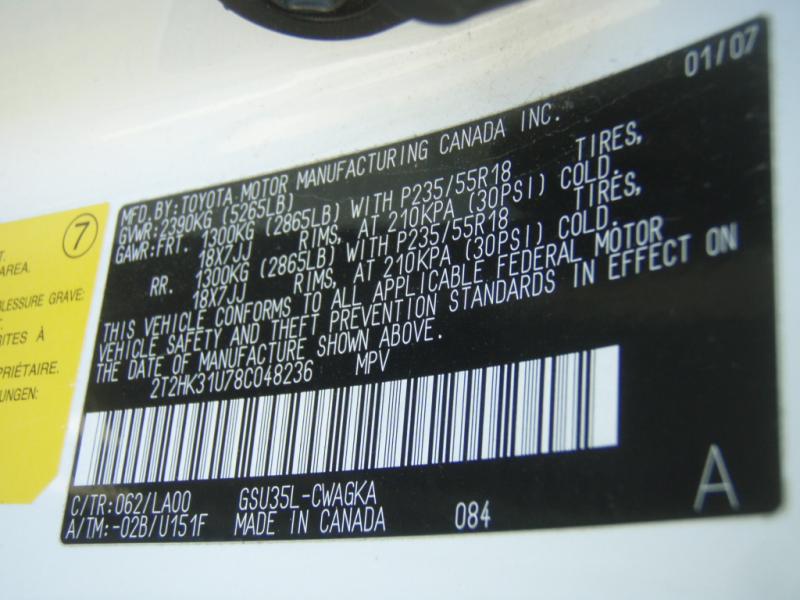 01/07
MFD. BY: TOYOTA MOTOR MANUFACTURING CANADA INC.
GVWR: 2390KG (5265LB)
GAWR: FRT. 1300KG (2865LB) WITH P235/55R18 TIRES,
18X7JJ RIMS, AT 210KPA (30PSI) COLD.
RR. 1300KG (2865LB) WITH P235/55R18 TIRES,
18X7JJ RIMS, AT 210KPA (30PSI) COLD.
THIS VEHICLE CONFORMS TO ALL APPLICABLE FEDERAL MOTOR
VEHICLE SAFETY AND THEFT PREVENTION STANDARDS IN EFFECT ON
THE DATE OF MANUFACTURE SHOWN ABOVE.
2T2HK31U78C048236 MPV
C/TR: 062/LA00 GSU35L-CWAGKA
A/TM: -02B/U151F MADE IN CANADA 084
A
7
AREA.
BLESSURE GRAVE:
À